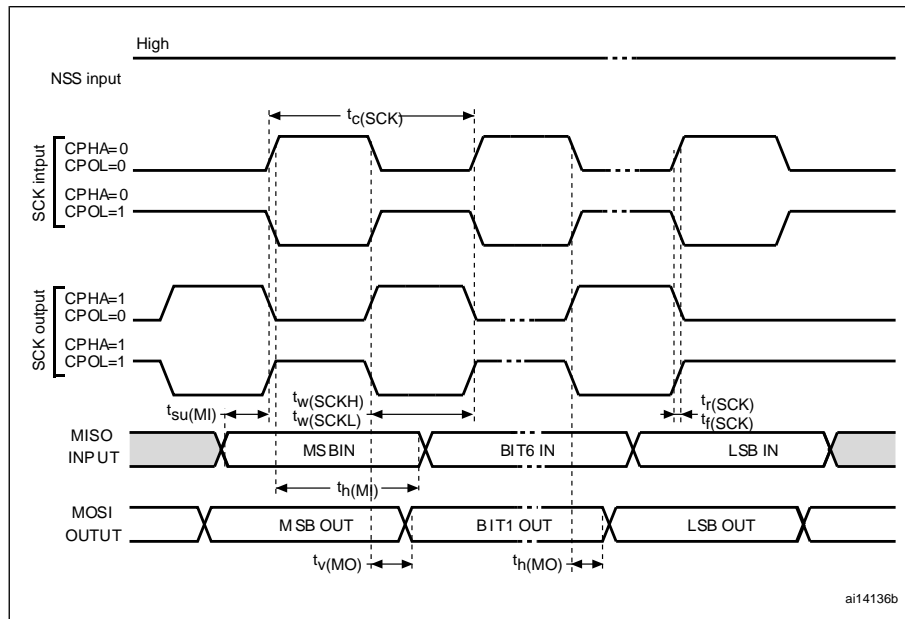 High
NSS input
tc(SCK)
SCK intput
CPHA=0
CPOL=0
CPHA=0
CPOL=1
SCK output
CPHA=1
CPOL=0
CPHA=1
CPOL=1
tsu(MI)
tw(SCKH)
tw(SCKL)
tr(SCK)
tf(SCK)
MISO
INPUT
MSBIN
BIT6 IN
LSB IN
th(MI)
MOSI
OUTUT
MSB OUT
BIT1 OUT
LSB OUT
tv(MO)
th(MO)
ai14136b